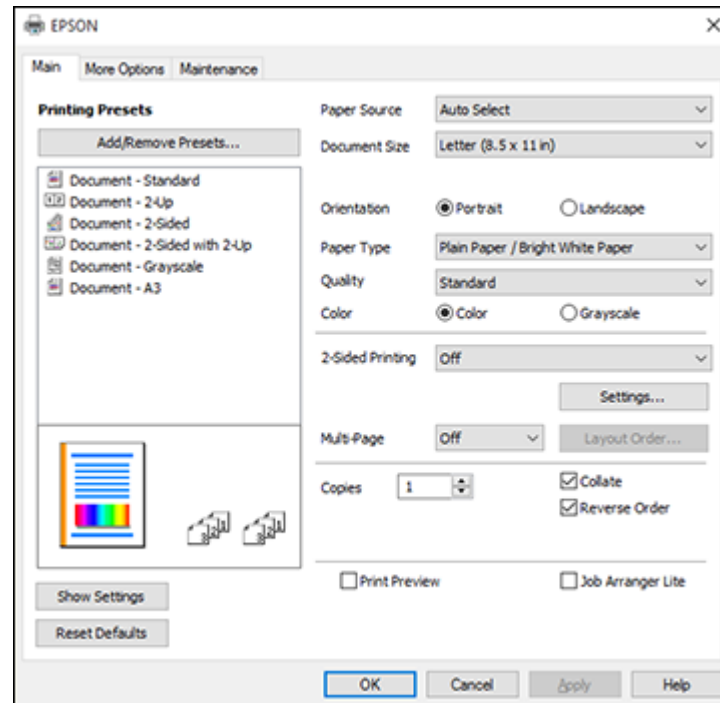 EPSON
Main More Options Maintenance
Printing Presets
Add/Remove Presets...
Document - Standard
Document - 2-Up
Document - 2-Sided
Document - 2-Sided with 2-Up
Document - Grayscale
Document - A3
Show Settings
Reset Defaults
Paper Source Auto Select
Document Size Letter (8.5 x 11 in)
Orientation Portrait Landscape
Paper Type Plain Paper / Bright White Paper
Quality Standard
Color Color Grayscale
2-Sided Printing Off
Settings...
Multi-Page Off Layout Order...
Copies 1 Collate
Reverse Order
Print Preview Job Arranger Lite
OK Cancel Apply Help